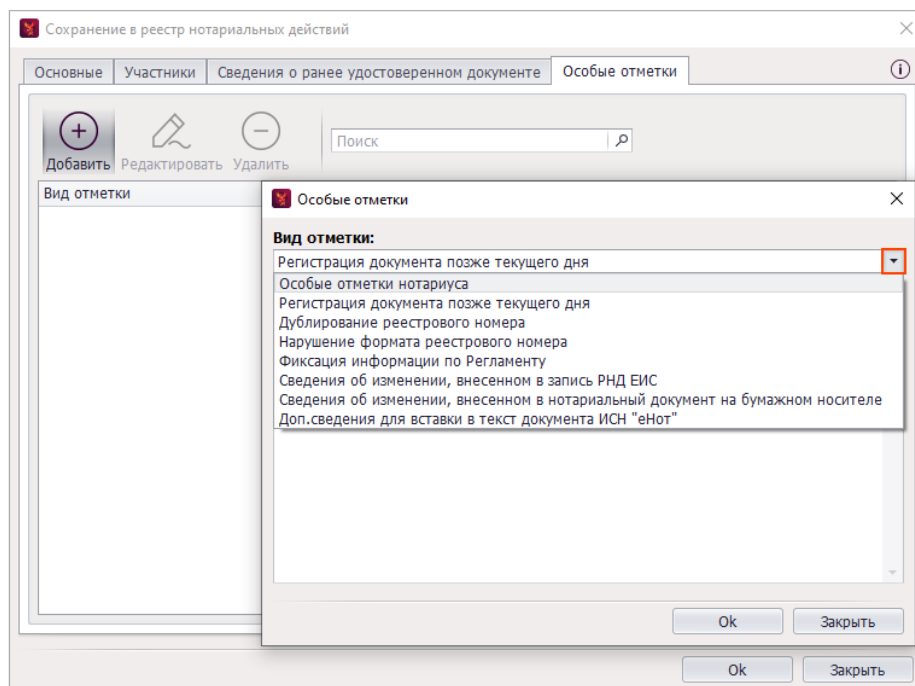 Сохранение в реестр нотариальных действий
Основные Участники Сведения о ранее удостоверенном документе Особые отметки
Добавить Редактировать Удалить
Поиск
Вид отметки
Особые отметки
Вид отметки:
Регистрация документа позже текущего дня
Особые отметки нотариуса
Регистрация документа позже текущего дня
Дублирование реестрового номера
Нарушение формата реестрового номера
Фиксация информации по Регламенту
Сведения об изменении, внесенном в запись РНД ЕИС
Сведения об изменении, внесенном в нотариальный документ на бумажном носителе
Доп.сведения для вставки в текст документа ИСН "еНот"
Ok Закрыть
Ok Закрыть